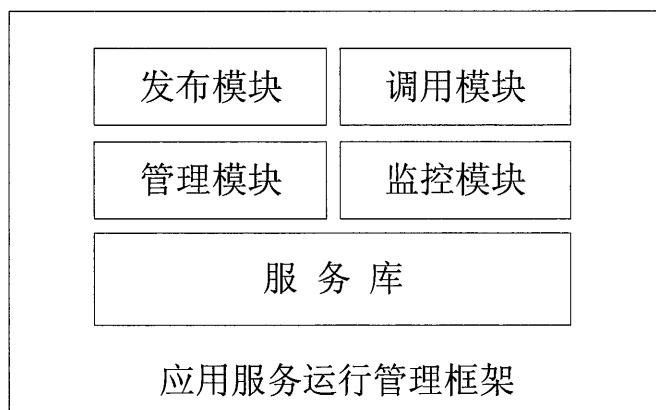 发布模块
调用模块
管理模块
监控模块
服务库
应用服务运行管理框架